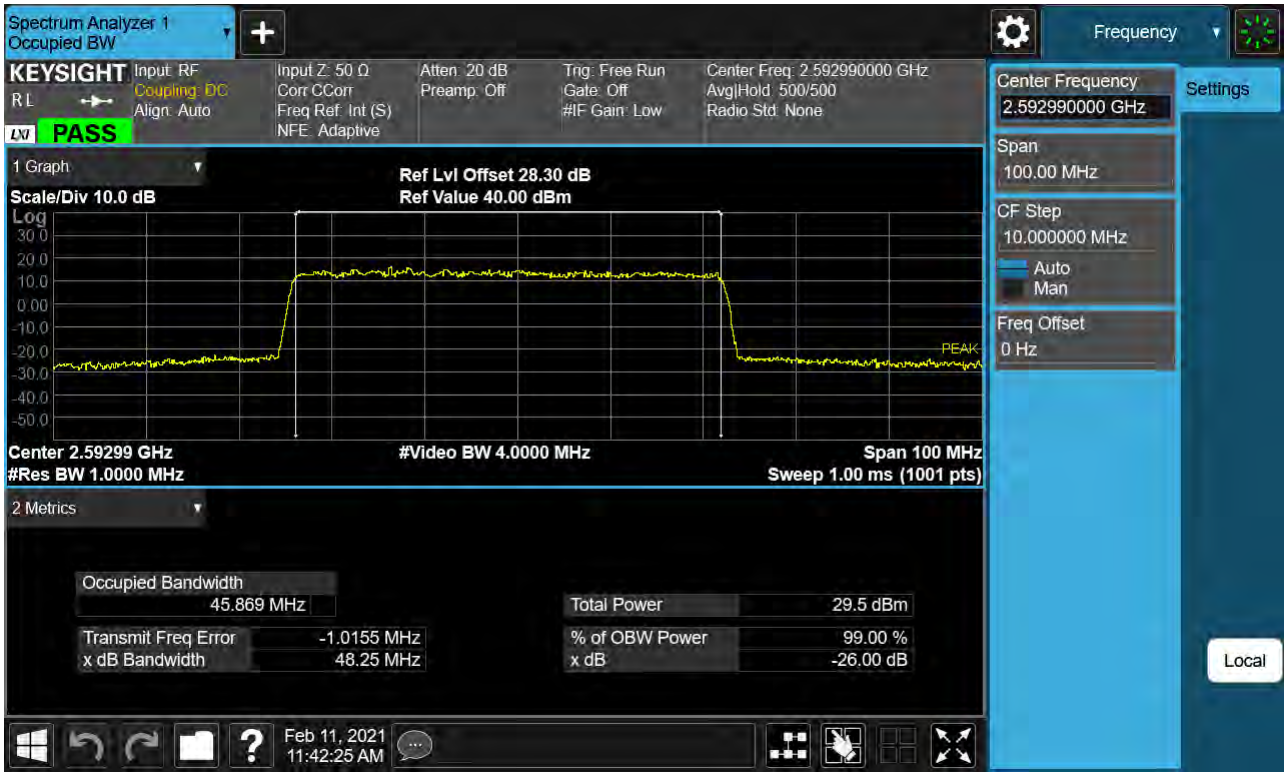 Spectrum Analyzer 1
Occupied BW
Frequency
KEYSIGHT
R L
LXI
PASS
Input: RF
Coupling: DC
Align: Auto
Input Z: 50 Ω
Corr CCorr
Freq Ref: Int (S)
NFE: Adaptive
Atten: 20 dB
Preamp: Off
Trig: Free Run
Gate: Off
#IF Gain: Low
Center Freq: 2.592990000 GHz
Avg|Hold: 500/500
Radio Std: None
1 Graph
Scale/Div 10.0 dB
Ref Lvl Offset 28.30 dB
Ref Value 40.00 dBm
Log
30.0
20.0
10.0
0.00
-10.0
-20.0
-30.0
-40.0
-50.0
PEAK
Center 2.59299 GHz
#Video BW 4.0000 MHz
Span 100 MHz
#Res BW 1.0000 MHz
Sweep 1.00 ms (1001 pts)
2 Metrics
Occupied Bandwidth
45.869 MHz
Transmit Freq Error -1.0155 MHz
x dB Bandwidth 48.25 MHz
Total Power 29.5 dBm
% of OBW Power 99.00 %
x dB -26.00 dB
Center Frequency
2.592990000 GHz
Span
100.00 MHz
CF Step
10.000000 MHz
Auto
Man
Freq Offset
0 Hz
Settings
Local
?
Feb 11, 2021
11:42:25 AM